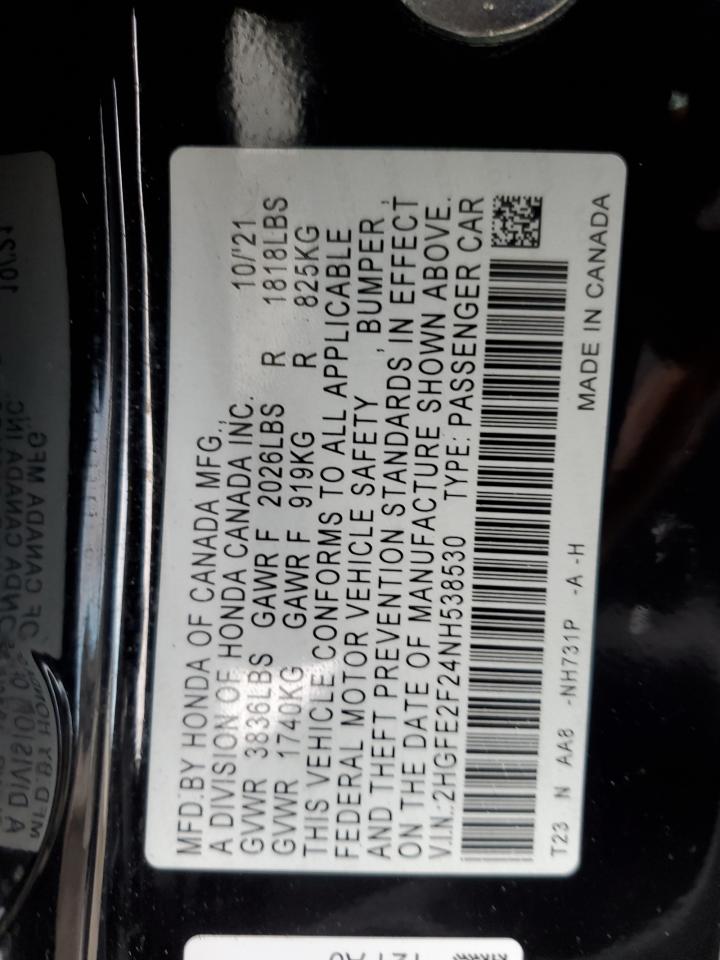 MFD.BY HONDA OF CANADA MFG.,
A DIVISION OF HONDA CANADA INC. 10/'21
GVWR 3836LBS GAWR F 2026LBS R 1818LBS
GVWR 1740KG GAWR F 919KG R 825KG
THIS VEHICLE CONFORMS TO ALL APPLICABLE
FEDERAL MOTOR VEHICLE SAFETY , BUMPER ,
AND THEFT PREVENTION STANDARDS IN EFFECT
ON THE DATE OF MANUFACTURE SHOWN ABOVE.
V.I.N.:2HGFE2F24NH538530 TYPE: PASSENGER CAR
T23 N AA8 -NH731P -A -H
MADE IN CANADA